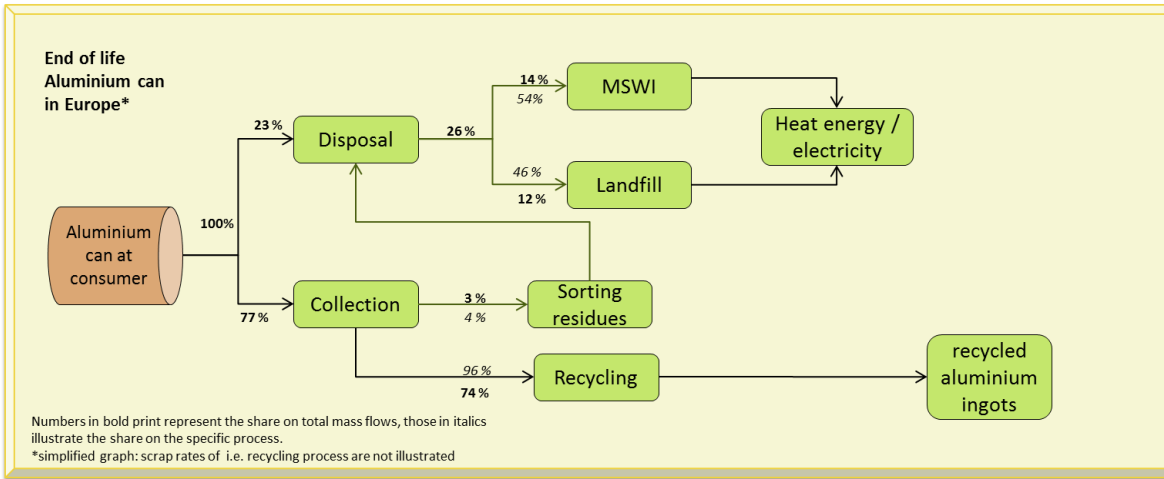 End of life
Aluminium can
in Europe*
14 %
54%
MSWI
23 %
Disposal
26 %
Heat energy /
electricity
46 %
12 %
Landfill
100%
Aluminium
can at
consumer
77 %
Collection
3 %
4 %
Sorting
residues
96 %
74 %
Recycling
recycled
aluminium
ingots
Numbers in bold print represent the share on total mass flows, those in italics
illustrate the share on the specific process.
*simplified graph: scrap rates of i.e. recycling process are not illustrated